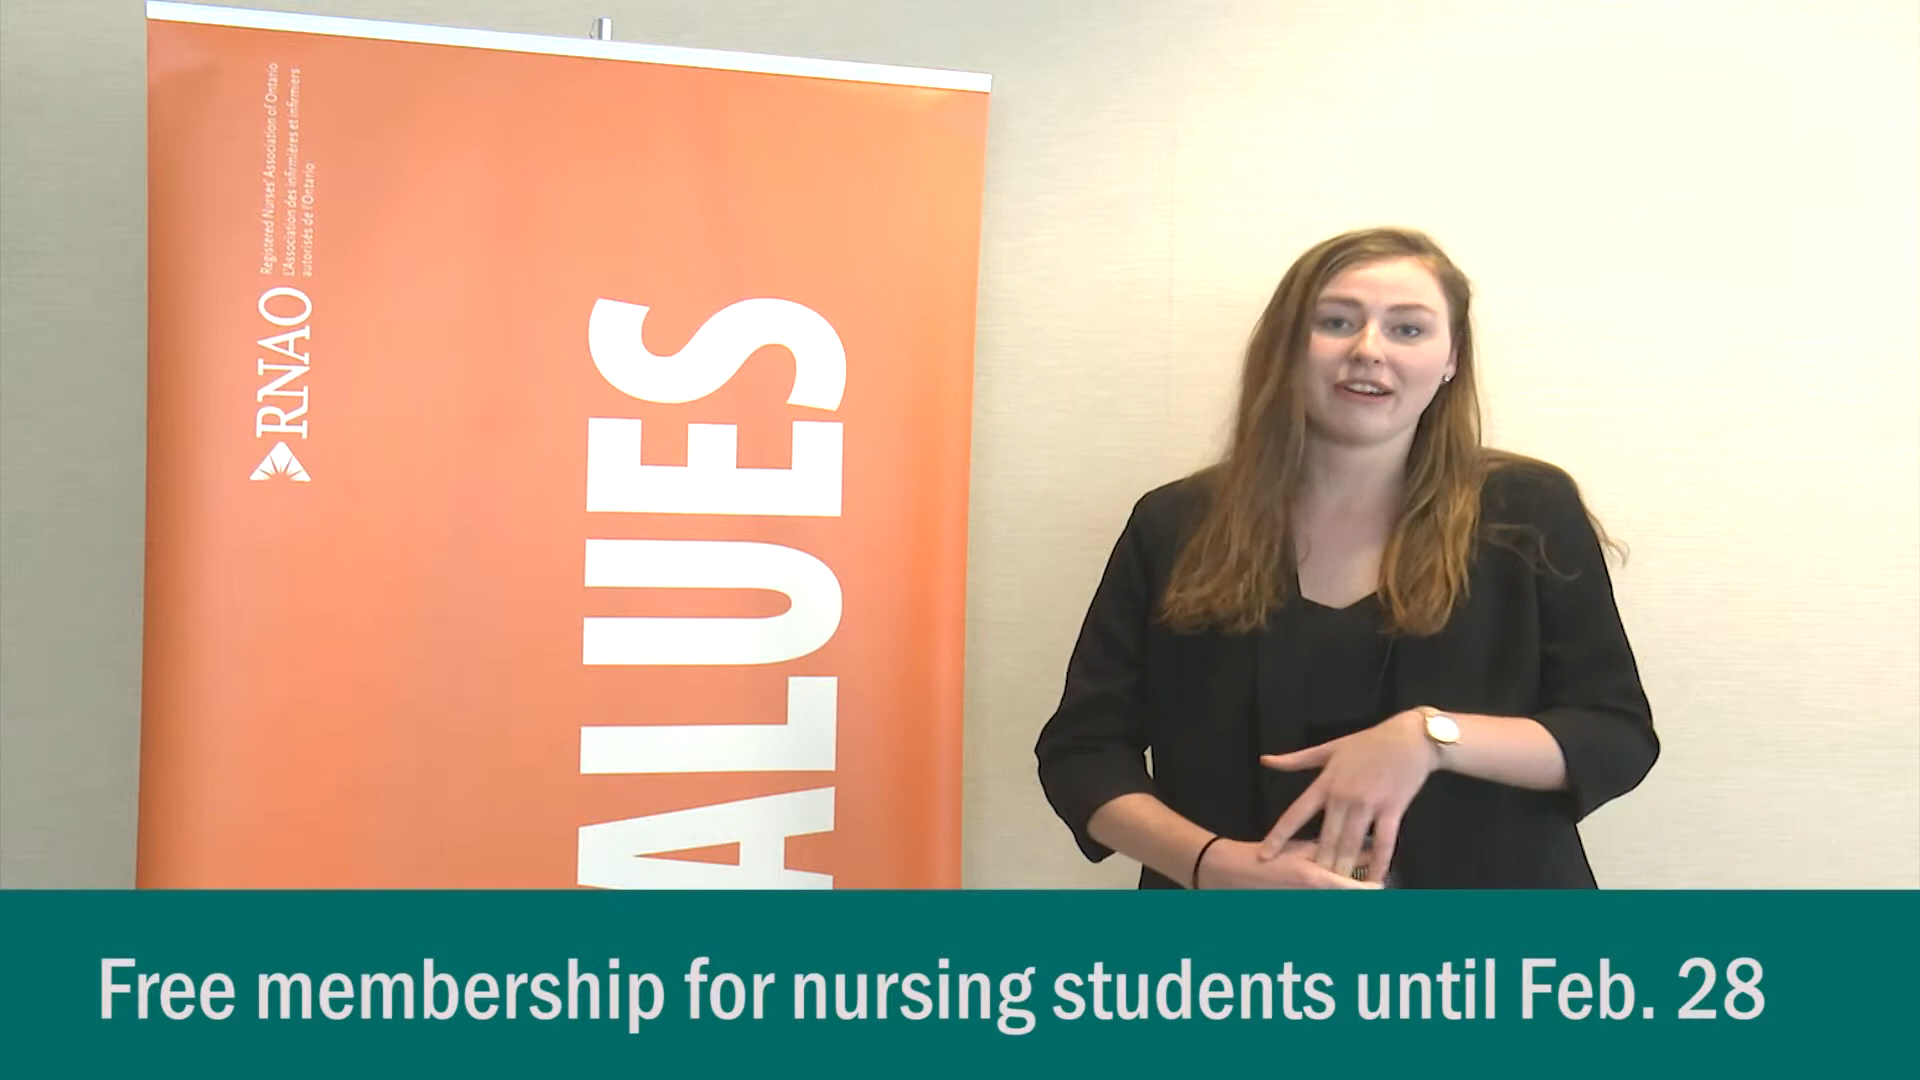 RNAO
Registered Nurses' Association of Ontario
L'Association des infirmières et infirmiers
autorisés de l'Ontario
ALUES
Free membership for nursing students until Feb. 28